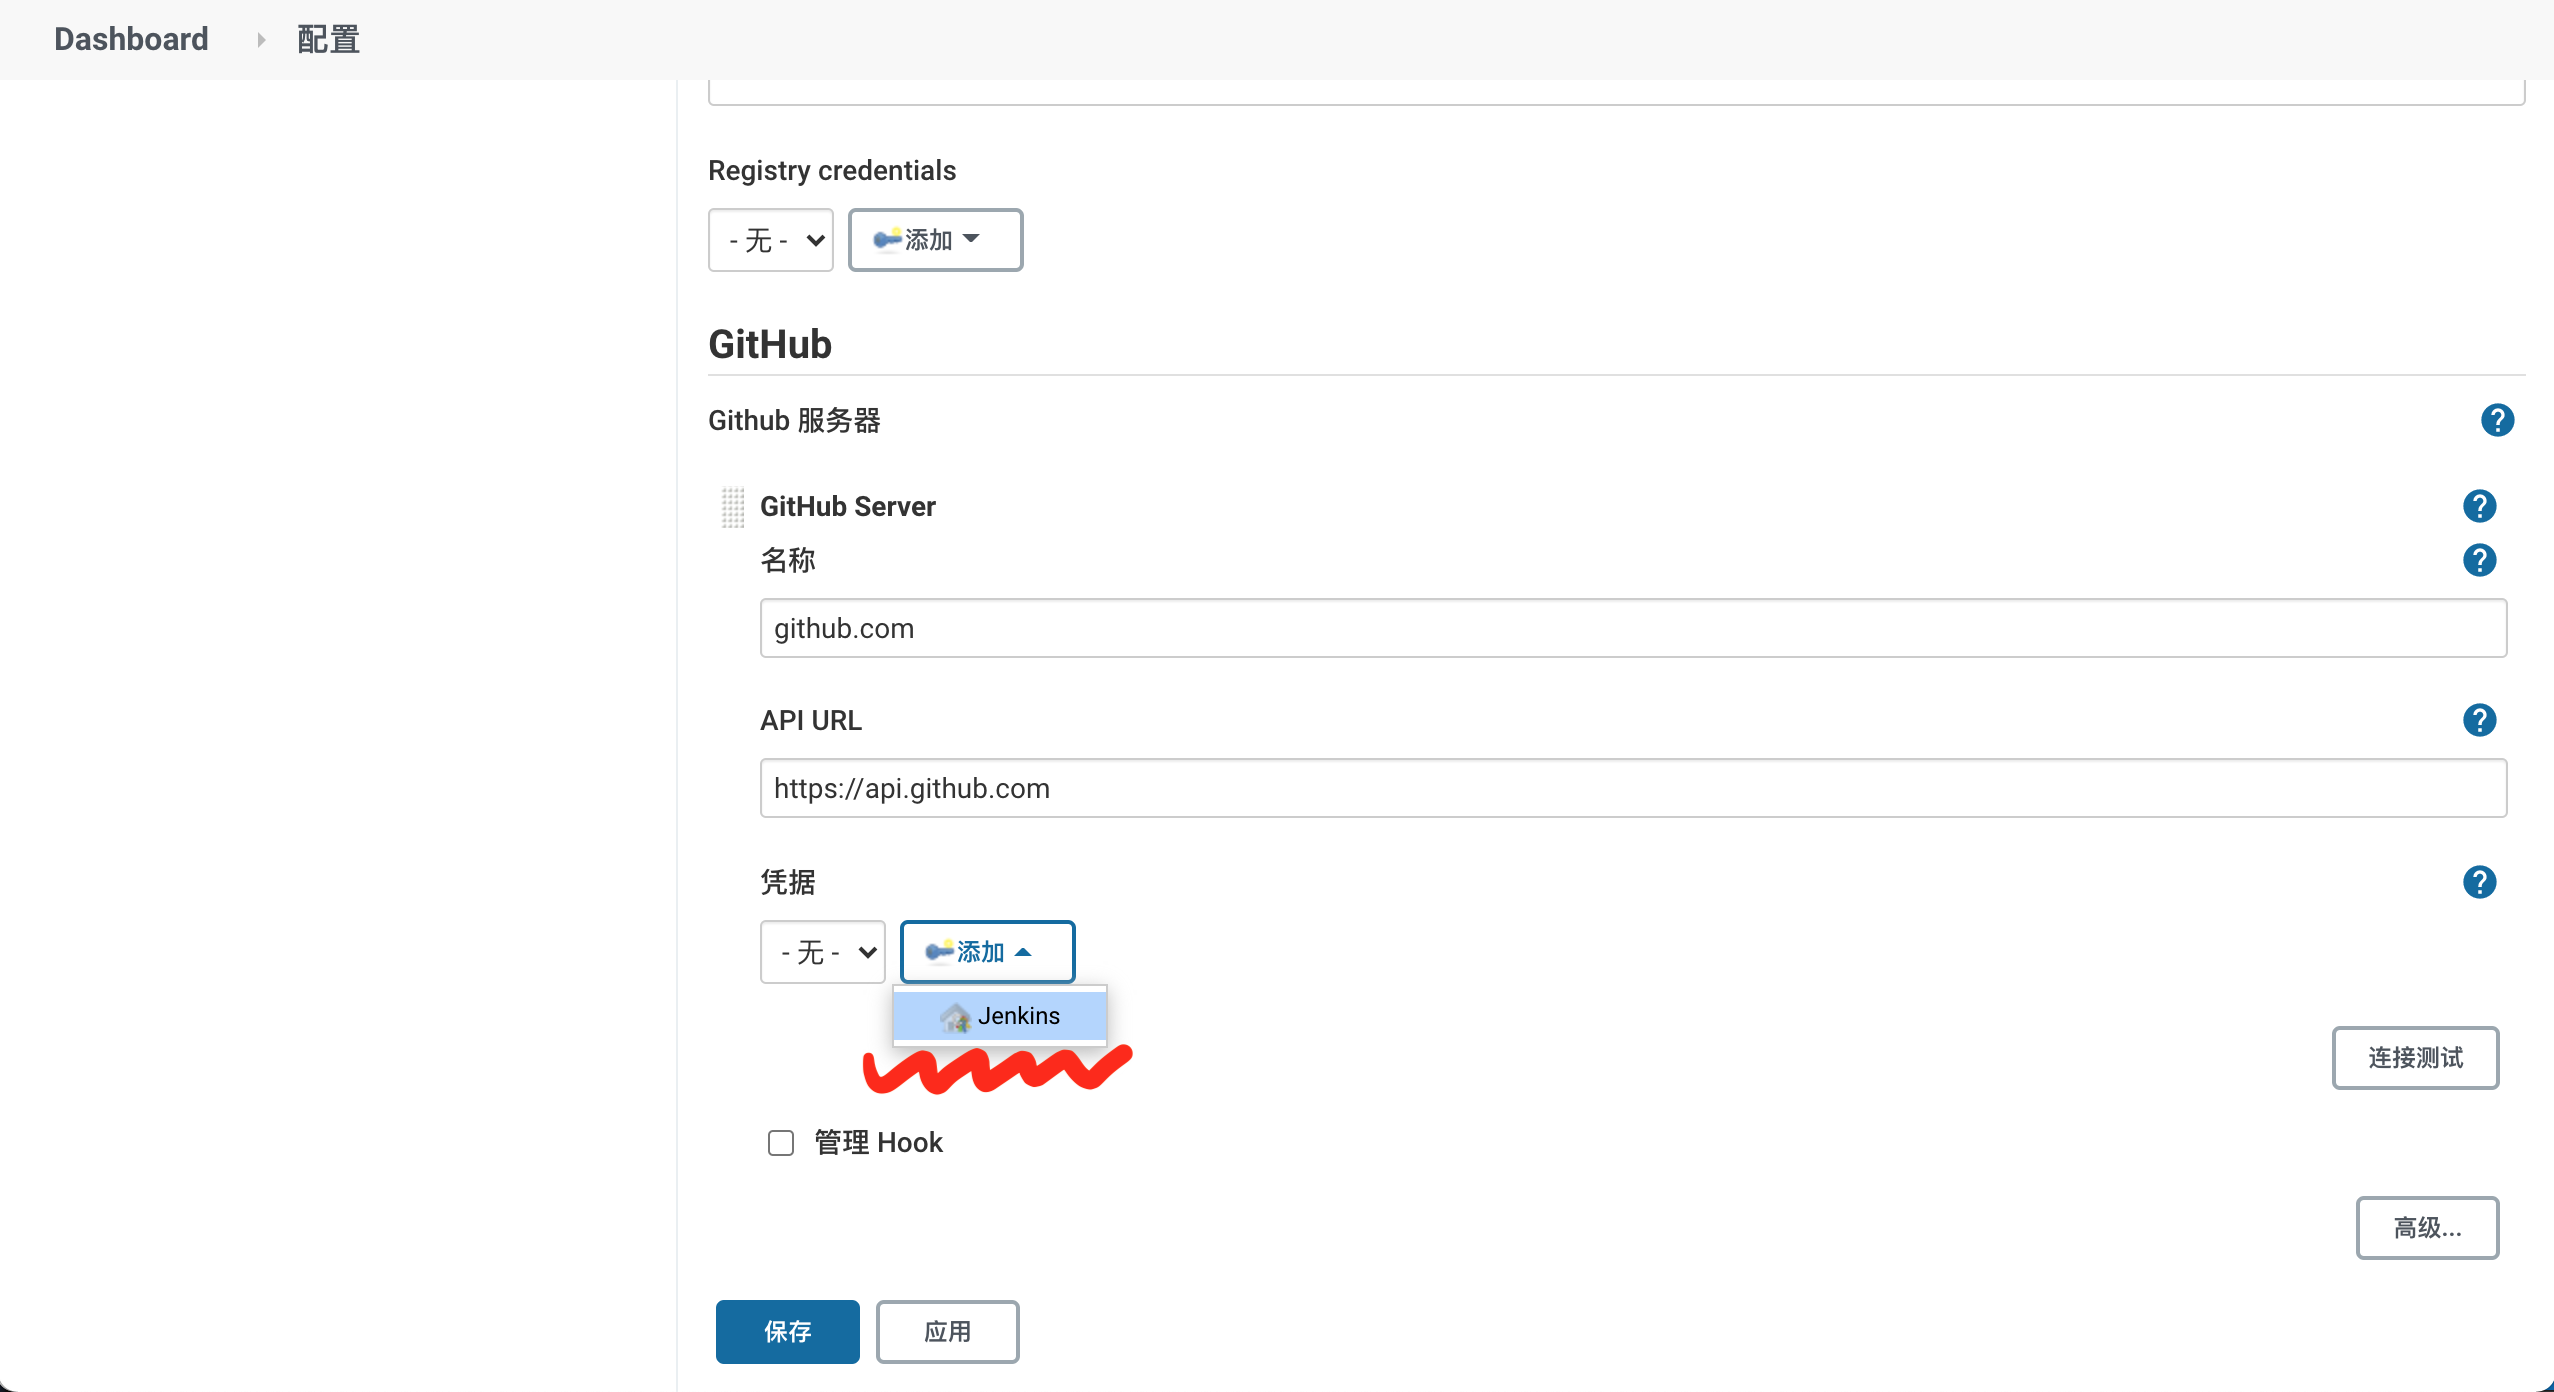 Dashboard 配置
Registry credentials
- 无 - 添加
GitHub
Github 服务器
?
GitHub Server
?
名称
?
github.com
API URL
?
https://api.github.com
凭据
?
- 无 - 添加
Jenkins
连接测试
管理 Hook
高级...
保存 应用